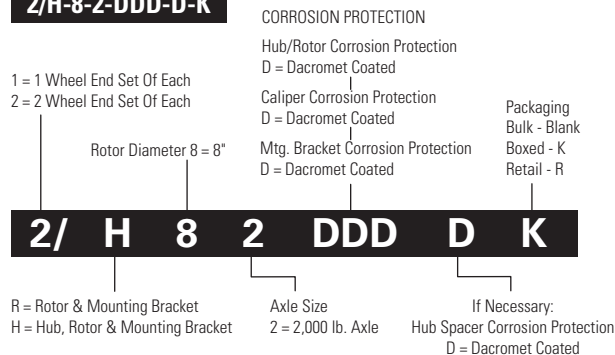 2/H-8-2-DDD-D-K
CORROSION PROTECTION
Hub/Rotor Corrosion Protection
D = Dacromet Coated
Caliper Corrosion Protection
D = Dacromet Coated
Mtg. Bracket Corrosion Protection
D = Dacromet Coated
1 = 1 Wheel End Set Of Each
2 = 2 Wheel End Set Of Each
Rotor Diameter 8 = 8"
Packaging
Bulk - Blank
Boxed - K
Retail - R
2/ H 8 2 DDD D K
R = Rotor & Mounting Bracket
H = Hub, Rotor & Mounting Bracket
Axle Size
2 = 2,000 lb. Axle
If Necessary:
Hub Spacer Corrosion Protection
D = Dacromet Coated